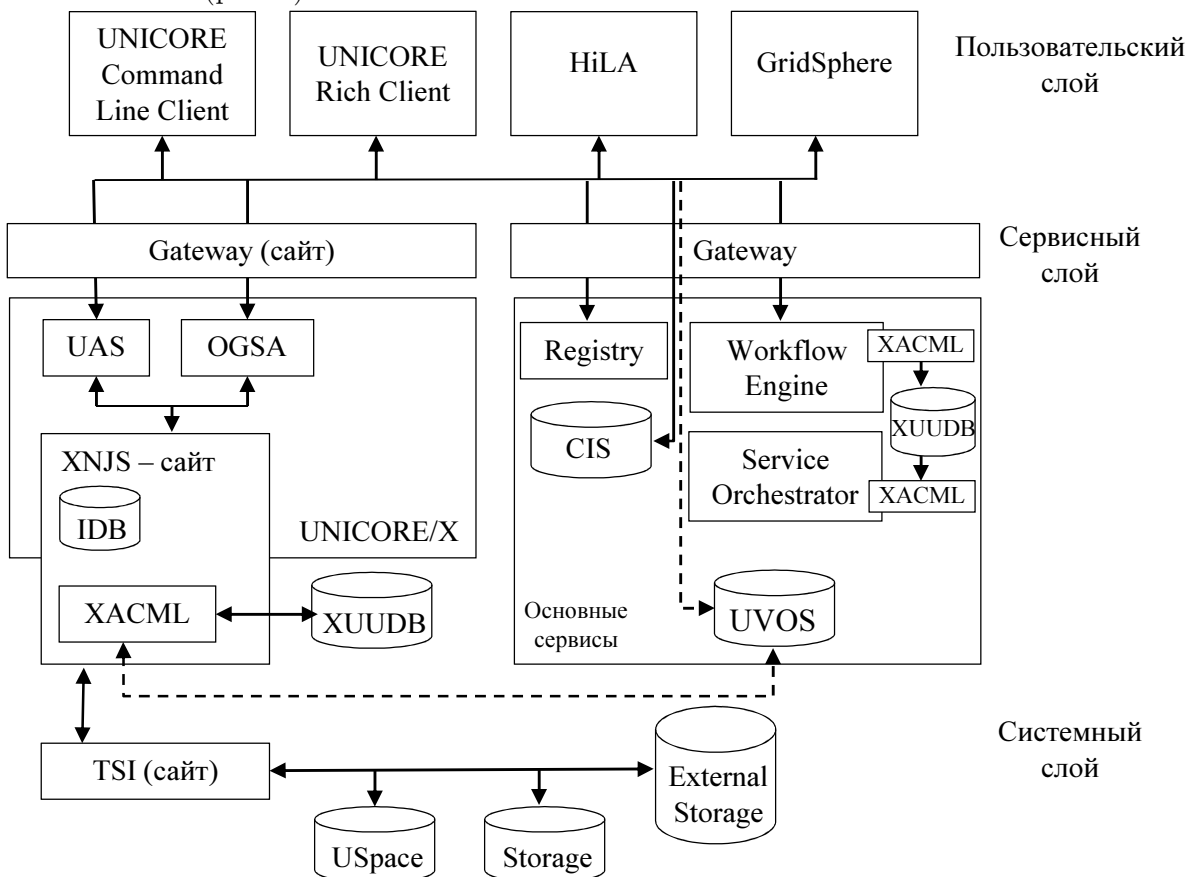 UNICORE
Command
Line Client
UNICORE
Rich Client
HiLA
GridSphere
Пользовательский
слой
Gateway (сайт)
Gateway
Сервисный
слой
UAS
OGSA
Registry
Workflow
Engine
XACML
XUUDB
CIS
XNJS – сайт
IDB
Service
Orchestrator
XACML
UNICORE/X
XACML
XUUDB
Основные
сервисы
UVOS
Системный
слой
TSI (сайт)
External
Storage
USpace
Storage